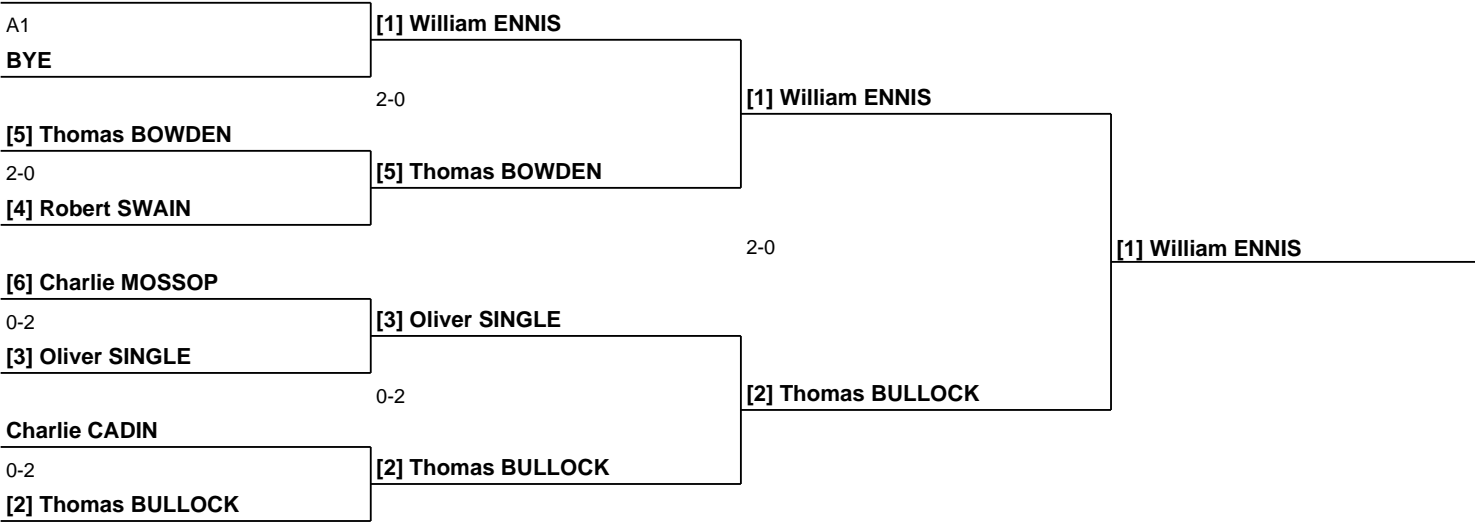 A1
BYE
[1] William ENNIS
2-0
[1] William ENNIS
[5] Thomas BOWDEN
2-0
[4] Robert SWAIN
[5] Thomas BOWDEN
2-0
[1] William ENNIS
[6] Charlie MOSSOP
0-2
[3] Oliver SINGLE
[3] Oliver SINGLE
0-2
[2] Thomas BULLOCK
Charlie CADIN
0-2
[2] Thomas BULLOCK
[2] Thomas BULLOCK